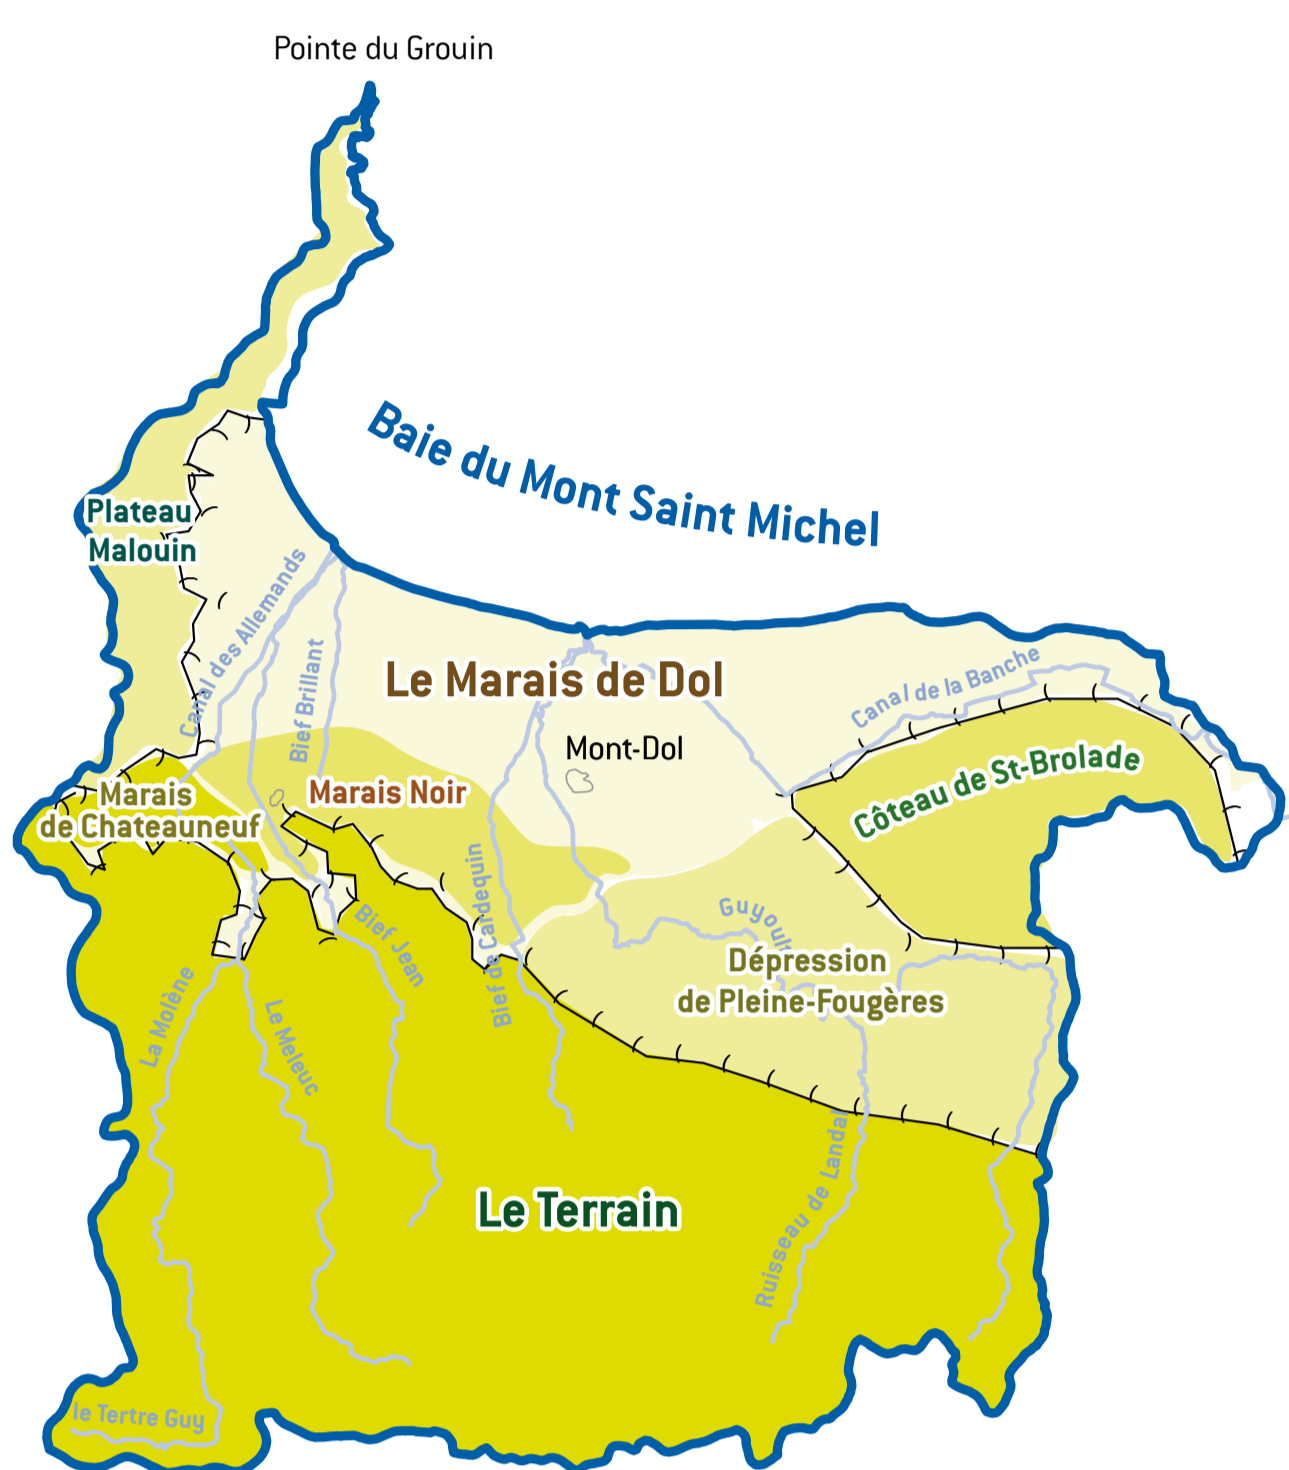 Pointe du Grouin
Baie du Mont Saint Michel
Plateau
Malouin
Canal des Allemands
Bief Brillant
Le Marais de Dol
Mont-Dol
Canal de la Banche
Côteau de St-Brolade
Marais
de Chateauneuf
Marais Noir
Bief de Cardequin
Guyoult
Bief Jean
Dépression
de Pleine-Fougères
La Molène
Le Meleuc
Le Terrain
Ruisseau de Landal
le Tertre Guy